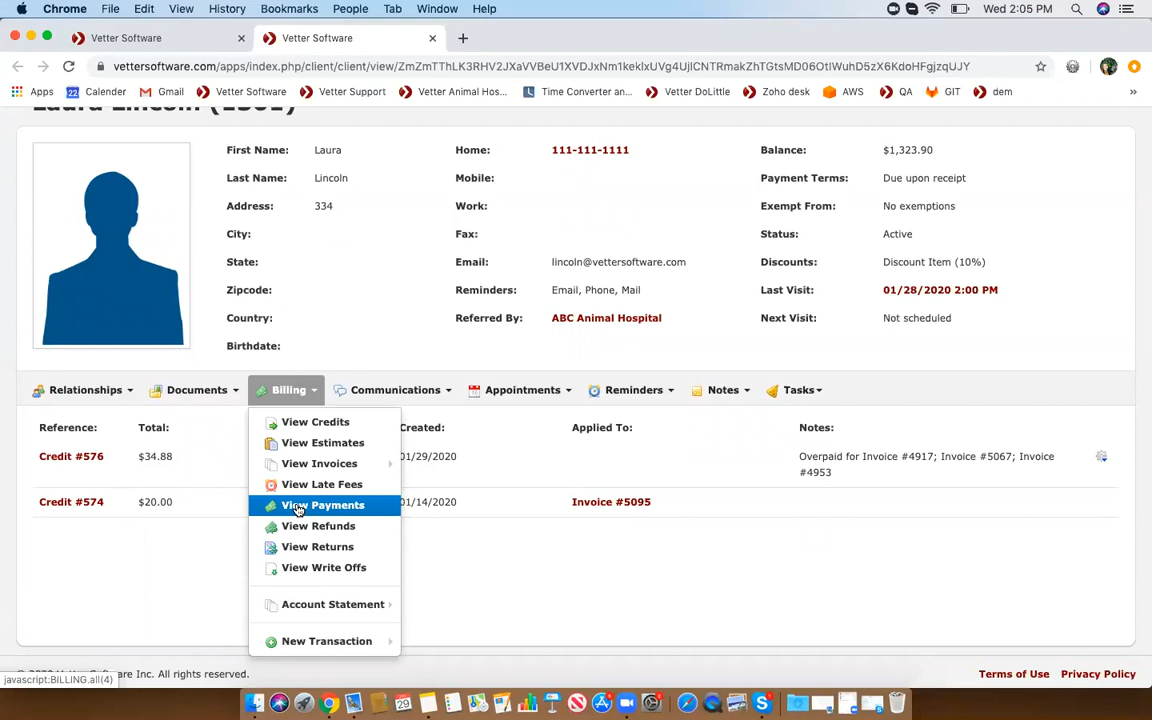 Chrome File Edit View History Bookmarks People Tab Window Help Wed 2:05 PM
Vetter Software Vetter Software
vettersoftware.com/apps/index.php/client/client/view/
Apps 22 Calender Gmail Vetter Software Vetter Support Vetter Animal Hos... Time Converter an... Vetter DoLittle Zoho desk AWS QA GIT dem »
First Name: Laura Home: 111-111-1111 Balance: $1,323.90
Last Name: Lincoln Mobile: Payment Terms: Due upon receipt
Address: 334 Work: Exempt From: No exemptions
City: Fax: Status: Active
State: Email: lincoln@vettersoftware.com Discounts: Discount Item (10%)
Zipcode: Reminders: Email, Phone, Mail Last Visit: 01/28/2020 2:00 PM
Country: Referred By: ABC Animal Hospital Next Visit: Not scheduled
Birthdate:
Relationships Documents Billing Communications Appointments Reminders Notes Tasks
Reference: Total: Created: Applied To: Notes:
View Credits
View Estimates
Credit #576 $34.88 01/29/2020 Overpaid for Invoice #4917; Invoice #5067; Invoice
#4953
View Invoices
View Late Fees
Credit #574 $20.00 01/14/2020 Invoice #5095
View Payments
View Refunds
View Returns
View Write Offs
Account Statement
New Transaction
Vetter Software Inc. All rights reserved. Terms of Use Privacy Policy
javascript:BILLING.all(4)
29